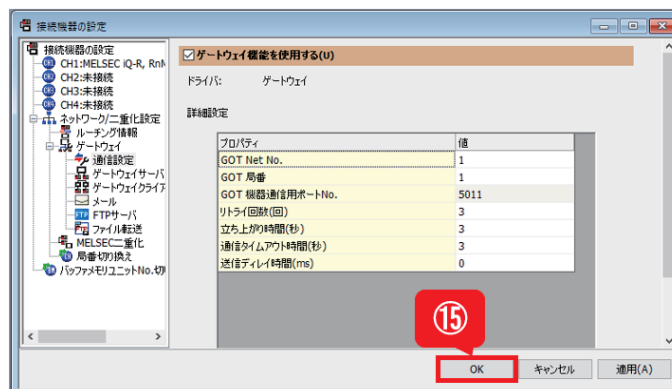 接続機器の設定
接続機器の設定
CH1:MELSEC iQ-R, RnM
CH2:未接続
CH3:未接続
CH4:未接続
ネットワーク/二重化設定
ルーチング情報
ゲートウェイ
通信設定
ゲートウェイサーバ
ゲートウェイクライア
メール
FTPサーバ
ファイル転送
MELSEC二重化
局番切り換え
バッファメモリユニットNo.切り
ゲートウェイ機能を使用する(U)
ドライバ: ゲートウェイ
詳細設定
プロパティ 値
GOT Net No. 1
GOT 局番 1
GOT 機器通信用ポートNo. 5011
リトライ回数(回) 3
立ち上がり時間(秒) 3
通信タイムアウト時間(秒) 3
送信ディレイ時間(ms) 0
⑮
OK キャンセル 適用(A)